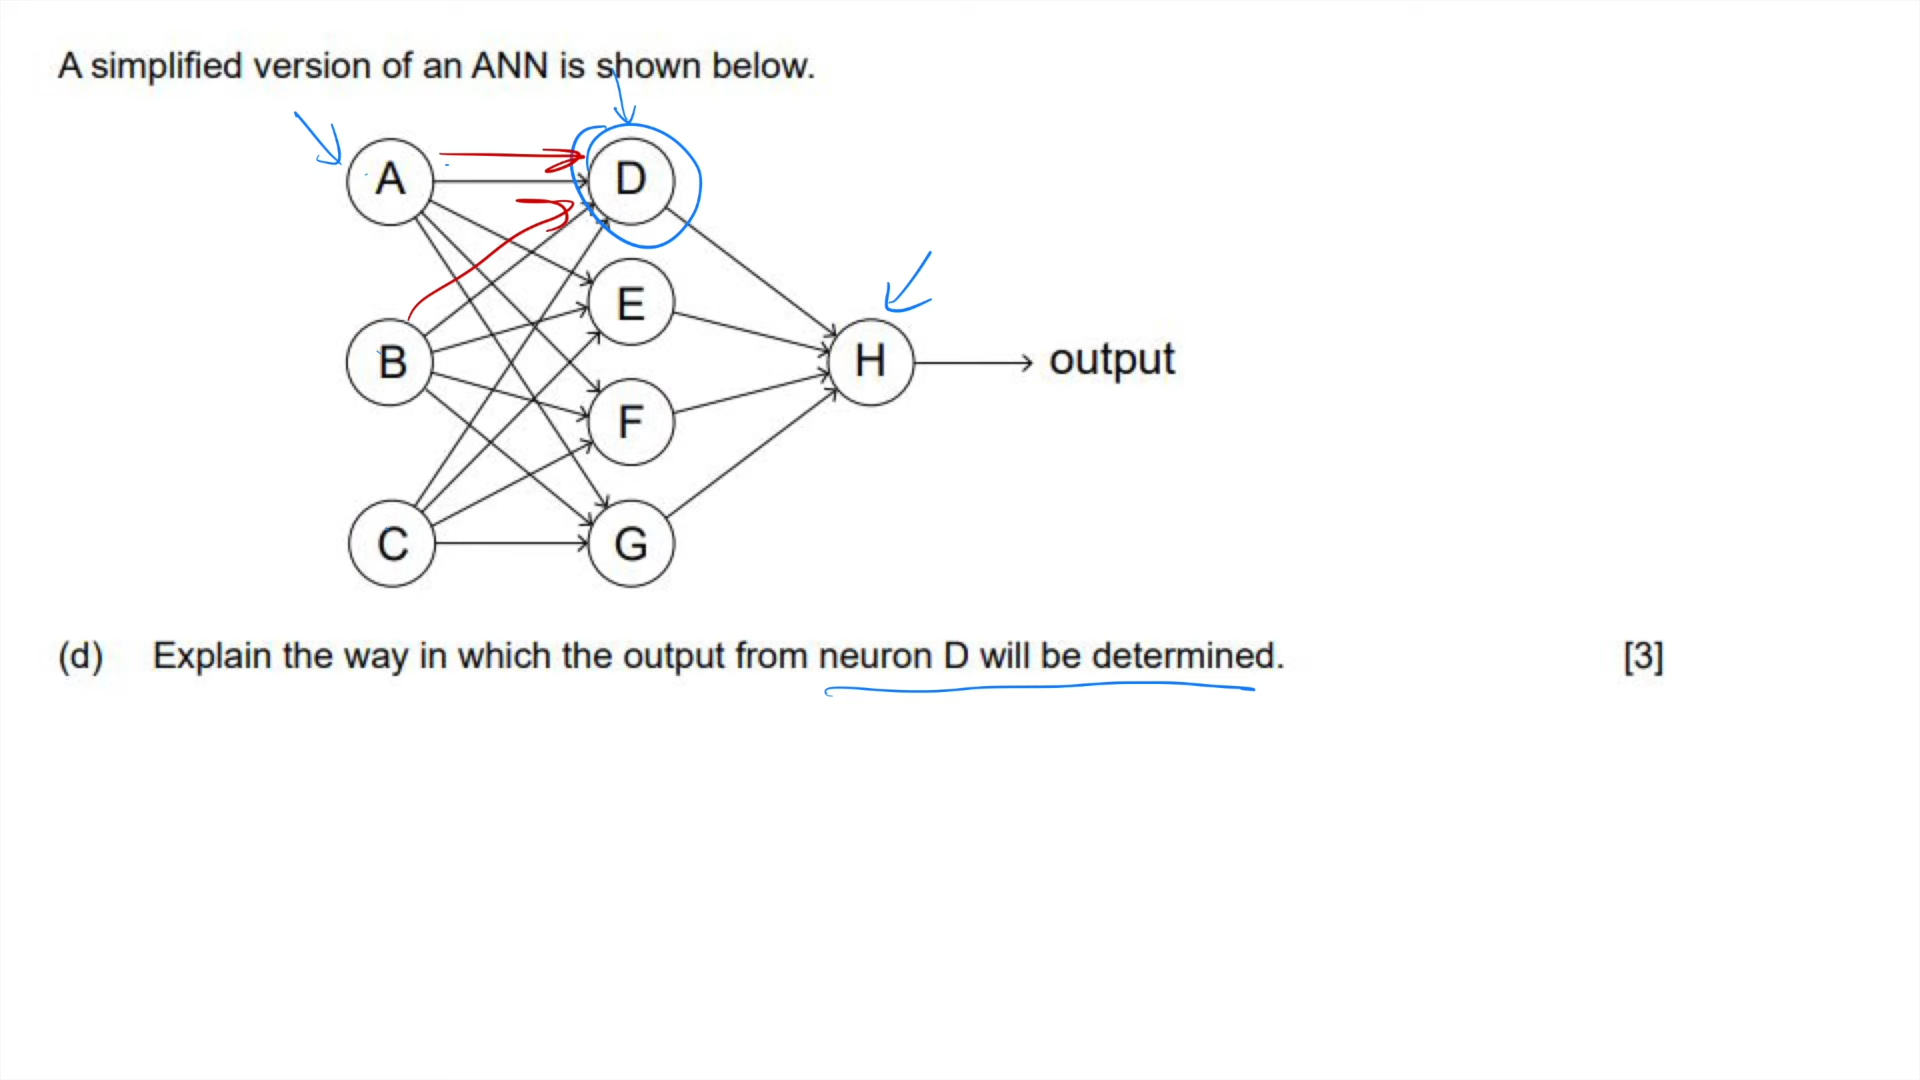 A simplified version of an ANN is shown below.
A
D
E
B
H
output
F
C
G
(d) Explain the way in which the output from neuron D will be determined. [3]